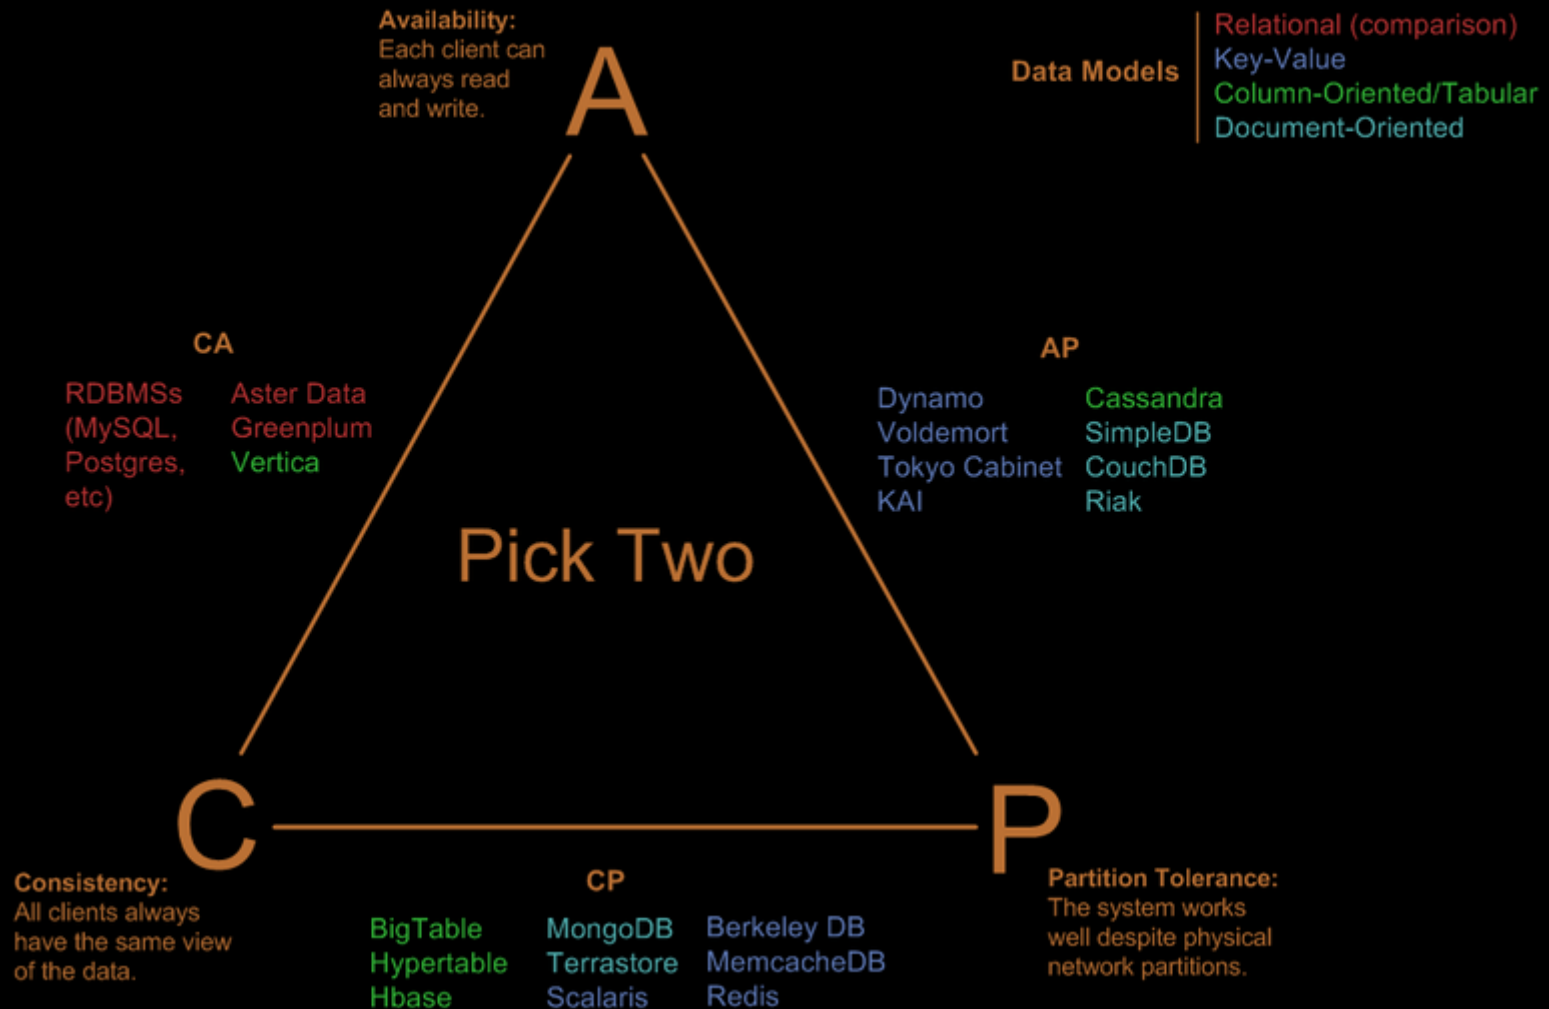 Availability:
Each client can
always read
and write.
A
Data Models
Relational (comparison)
Key-Value
Column-Oriented/Tabular
Document-Oriented
CA
RDBMSs
(MySQL,
Postgres,
etc)
Aster Data
Greenplum
Vertica
AP
Dynamo
Voldemort
Tokyo Cabinet
KAI
Cassandra
SimpleDB
CouchDB
Riak
Pick Two
C
P
Consistency:
All clients always
have the same view
of the data.
CP
BigTable
Hypertable
Hbase
MongoDB
Terrastore
Scalaris
Berkeley DB
MemcacheDB
Redis
Partition Tolerance:
The system works
well despite physical
network partitions.